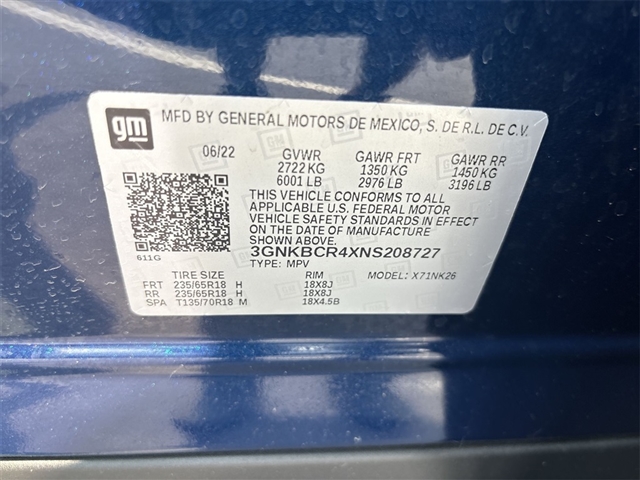 gm MFD BY GENERAL MOTORS DE MEXICO, S. DE R.L. DE C.V.
06/22 GVWR GAWR FRT GAWR RR
2722 KG 1350 KG 1450 KG
6001 LB 2976 LB 3196 LB
THIS VEHICLE CONFORMS TO ALL
APPLICABLE U.S. FEDERAL MOTOR
VEHICLE SAFETY STANDARDS IN EFFECT
ON THE DATE OF MANUFACTURE
SHOWN ABOVE.
611G 3GNKBCR4XNS208727
TYPE: MPV MODEL: X71NK26
TIRE SIZE RIM
FRT 235/65R18 H 18X8J
RR 235/65R18 H 18X8J
SPA T135/70R18 M 18X4.5B